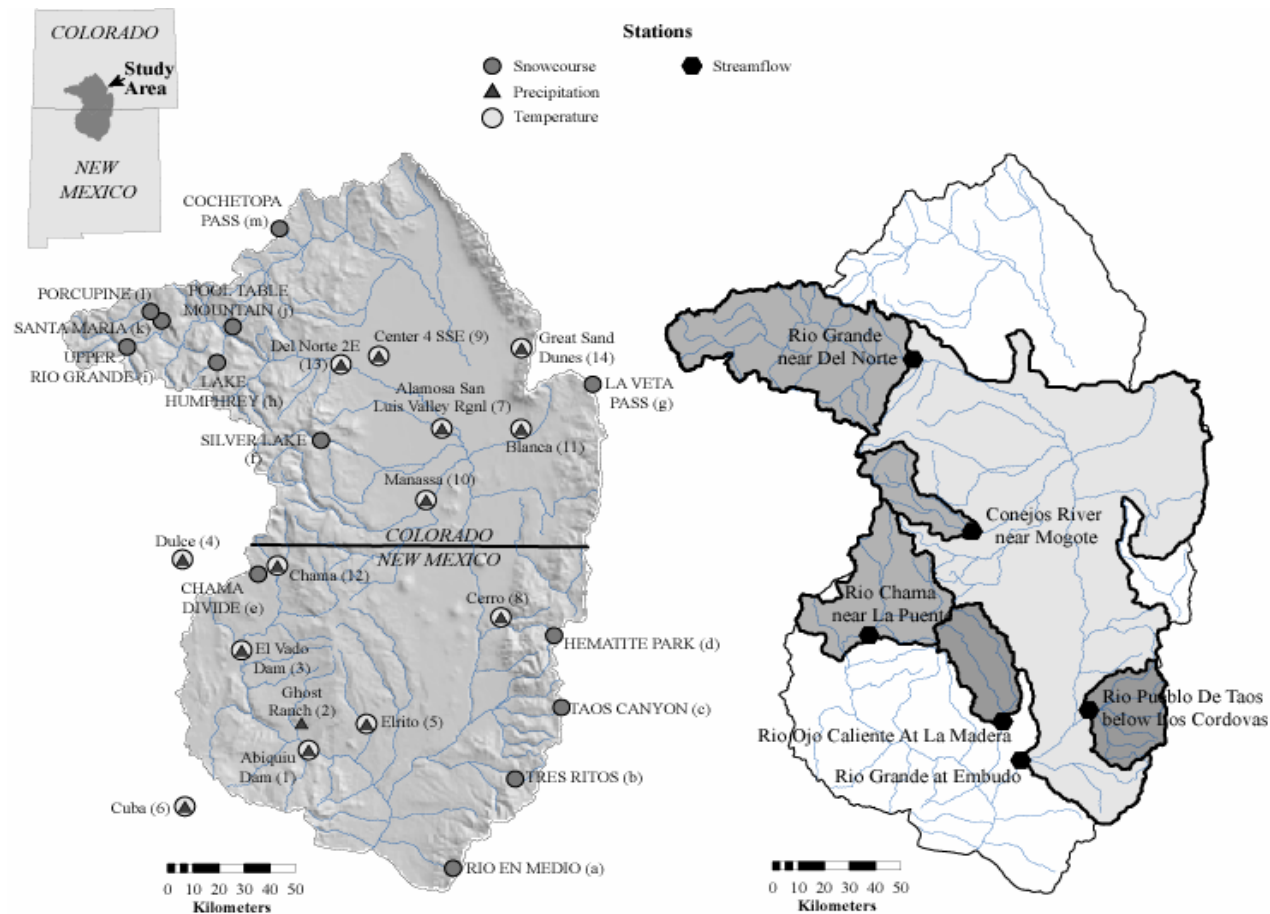 COLORADO
Study
Area
NEW
MEXICO
Stations
Snowcourse
Precipitation
Temperature
Streamflow
COCHETOPA
PASS (m)
PORCUPINE (l)
POOL TABLE
MOUNTAIN (j)
SANTA MARIA (k)
UPPER
RIO GRANDE (i)
LAKE
HUMPHREY (h)
Del Norte 2E
(13)
Center 4 SSE (9)
Great Sand
Dunes (14)
LA VETA
PASS (g)
Alamosa San
Luis Valley Rgnl (7)
SILVER LAKE
(f)
Blanca (11)
Manassa (10)
COLORADO
NEW MEXICO
Dulce (4)
Chama (12)
CHAMA
DIVIDE (e)
Cerro (8)
HEMATITE PARK (d)
El Vado
Dam (3)
Ghost
Ranch (2)
Elrito (5)
TAOS CANYON (c)
Abiquiu
Dam (1)
TRES RITOS (b)
Cuba (6)
RIO EN MEDIO (a)
0 10 20 30 40 50
Kilometers
Rio Grande
near Del Norte
Conejos River
near Mogote
Rio Chama
near La Puente
Rio Pueblo De Taos
below Los Cordovas
Rio Ojo Caliente At La Madera
Rio Grande at Embudo
0 10 20 30 40 50
Kilometers